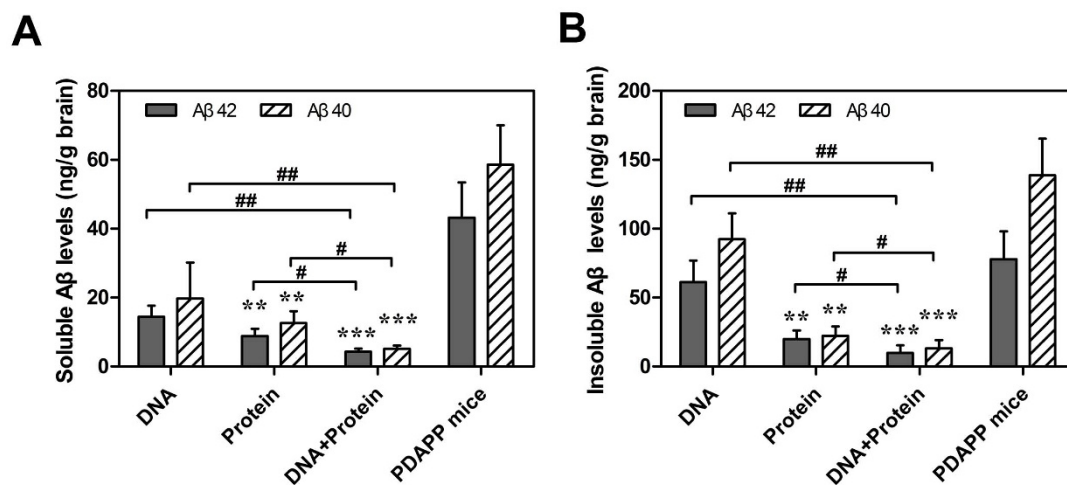 A
Soluble Aβ levels (ng/g brain)
80
60
40
20
0
Aβ 42
Aβ 40
##
##
#
#
**
**
***
***
DNA
Protein
DNA+Protein
PDAPP mice
B
Insoluble Aβ levels (ng/g brain)
200
150
100
50
0
Aβ 42
Aβ 40
##
##
#
#
**
**
***
***
DNA
Protein
DNA+Protein
PDAPP mice